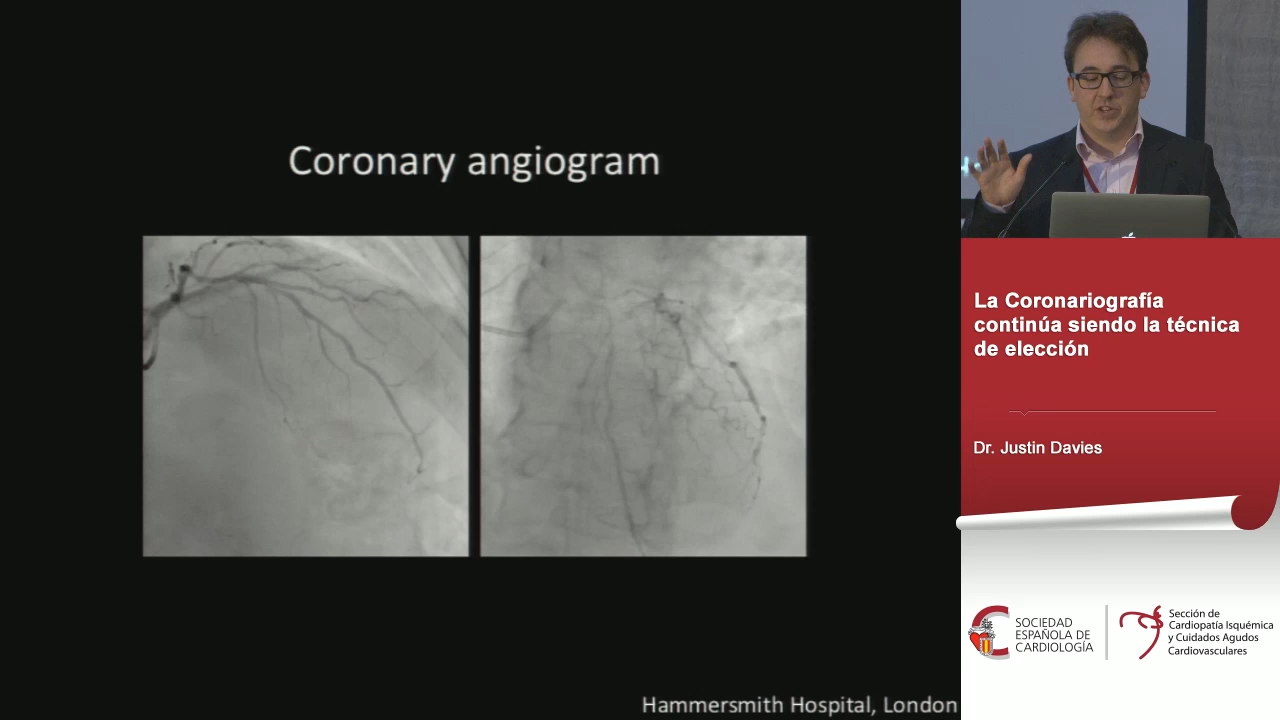 Coronary angiogram
Hammersmith Hospital, London
La Coronariografía
continúa siendo la técnica
de elección
Dr. Justin Davies
SOCIEDAD
ESPAÑOLA DE
CARDIOLOGÍA
Sección de
Cardiopatía Isquémica
y Cuidados Agudos
Cardiovasculares